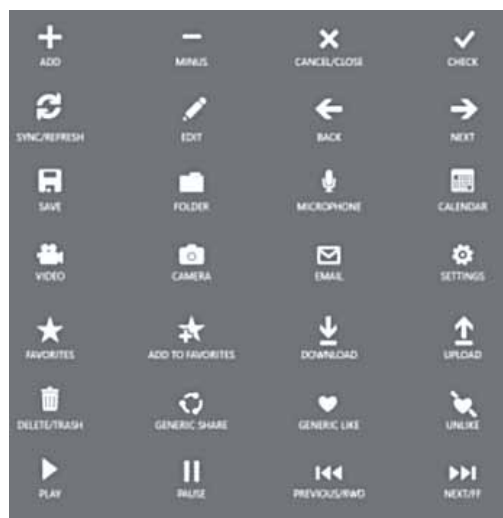 ADD MINUS CANCEL/CLOSE CHECK
SYNC/REFRESH EDIT BACK NEXT
SAVE FOLDER MICROPHONE CALENDAR
VIDEO CAMERA EMAIL SETTINGS
FAVORITES ADD TO FAVORITES DOWNLOAD UPLOAD
DELETE/TRASH GENERIC SHARE GENERIC LIKE UNLIKE
PLAY PAUSE PREVIOUS/RWD NEXT/FF